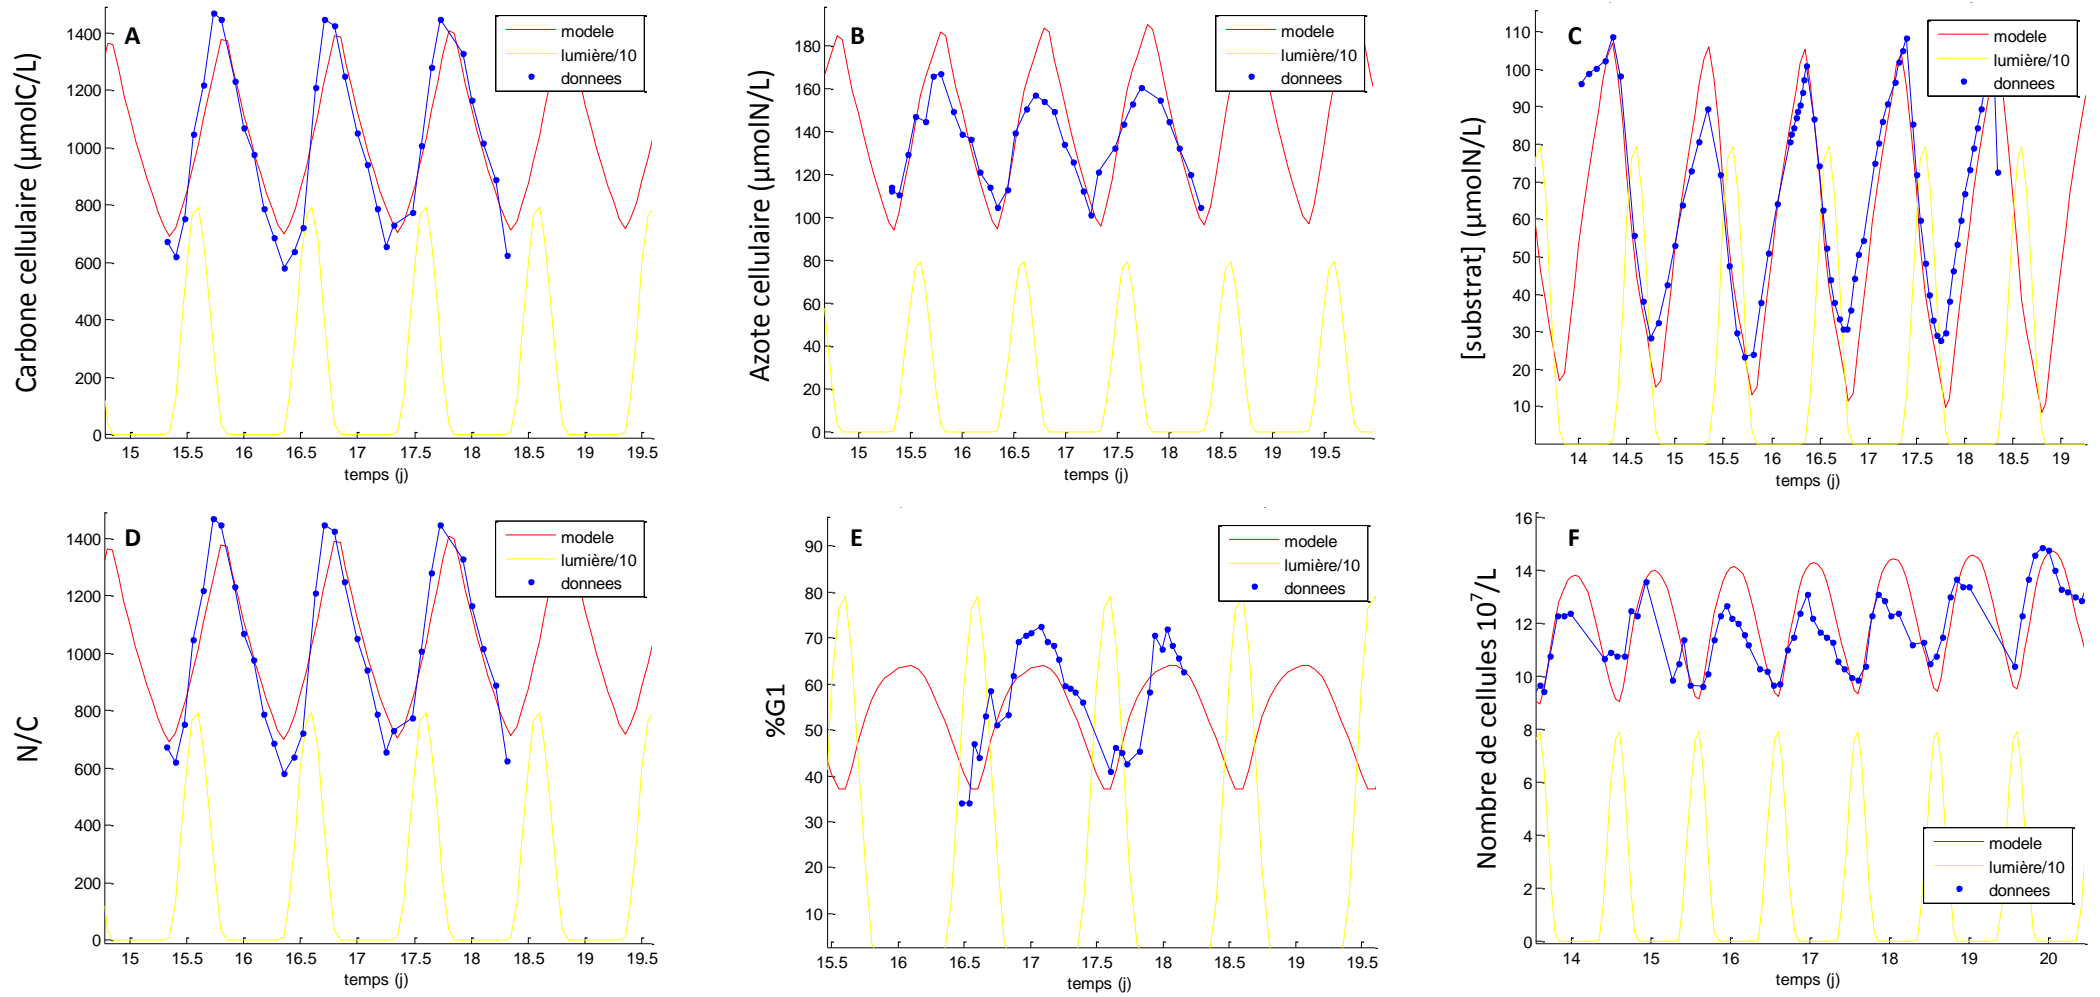 A
Carbone cellulaire (µmolC/L)
1400
1200
1000
800
600
400
200
0
modele
lumière/10
donnees
15 15.5 16 16.5 17 17.5 18 18.5 19 19.5
temps (j)
B
Azote cellulaire (µmolN/L)
180
160
140
120
100
80
60
40
20
0
modele
lumière/10
donnees
15 15.5 16 16.5 17 17.5 18 18.5 19 19.5
temps (j)
C
[substrat] (µmolN/L)
110
100
90
80
70
60
50
40
30
20
10
modele
lumière/10
donnees
14 14.5 15 15.5 16 16.5 17 17.5 18 18.5 19
temps (j)
D
N/C
1400
1200
1000
800
600
400
200
0
modele
lumière/10
donnees
15 15.5 16 16.5 17 17.5 18 18.5 19 19.5
temps (j)
E
%G1
90
80
70
60
50
40
30
20
10
modele
lumière/10
donnees
15.5 16 16.5 17 17.5 18 18.5 19 19.5
temps (j)
F
Nombre de cellules 10⁷/L
16
14
12
10
8
6
4
2
0
modele
lumière/10
donnees
14 15 16 17 18 19 20
temps (j)